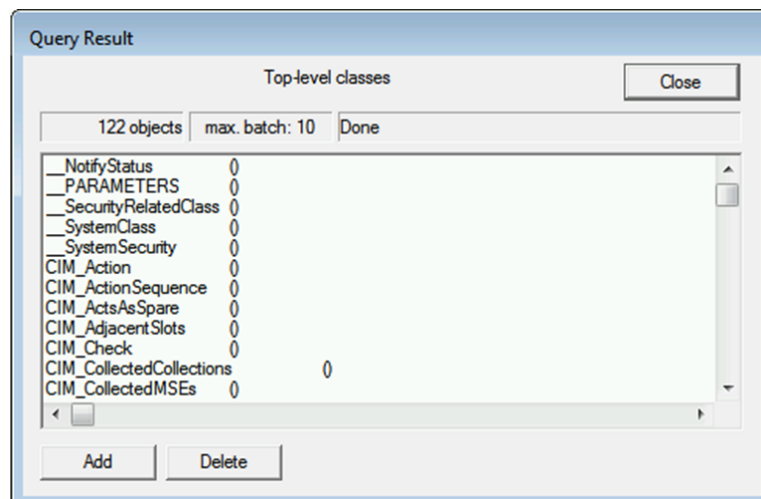 Query Result
Top-level classes
Close
122 objects max. batch: 10 Done
__NotifyStatus ()
__PARAMETERS ()
__SecurityRelatedClass ()
__SystemClass ()
__SystemSecurity ()
CIM_Action ()
CIM_ActionSequence ()
CIM_ActsAsSpare ()
CIM_AdjacentSlots ()
CIM_Check ()
CIM_CollectedCollections ()
CIM_CollectedMSEs ()
Add Delete